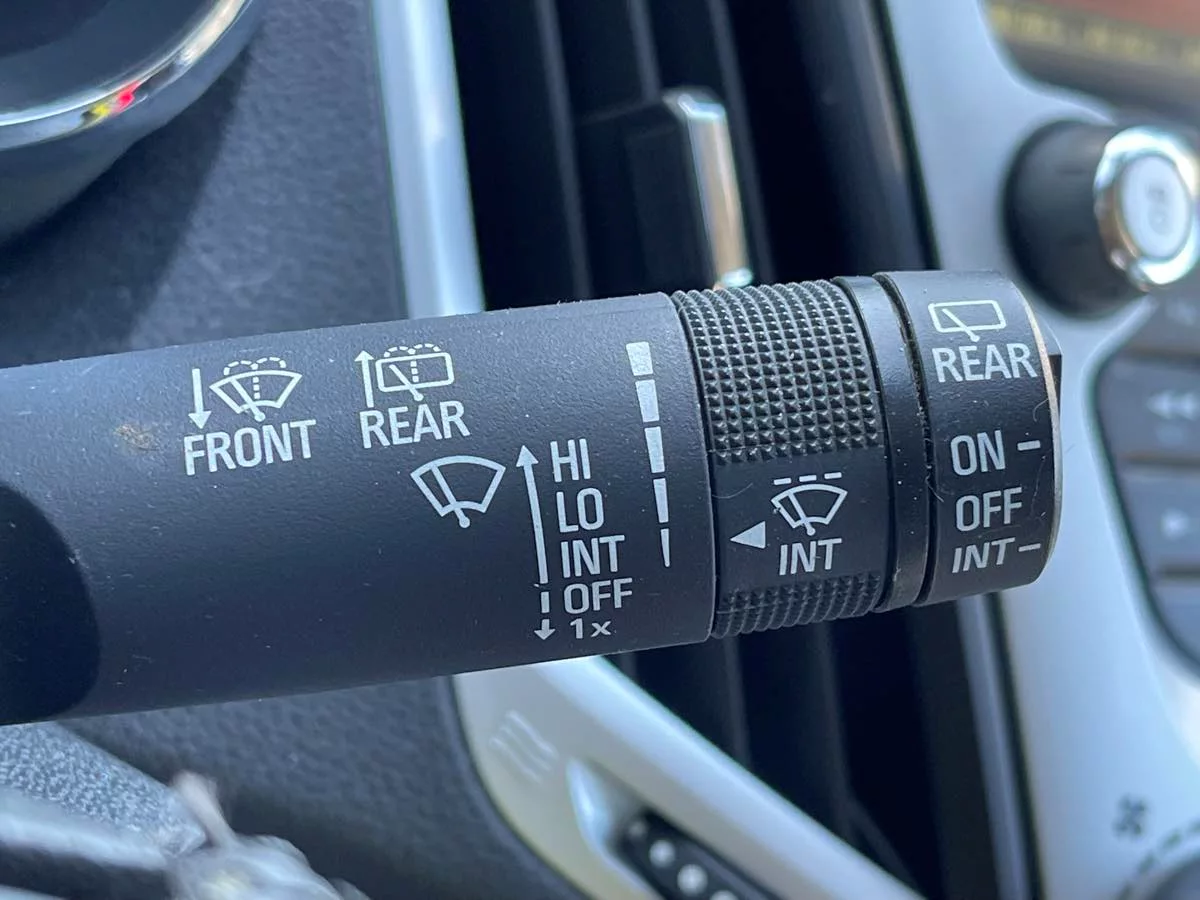 FRONT
REAR
HI
LO
INT
OFF
1x
INT
REAR
ON
OFF
INT